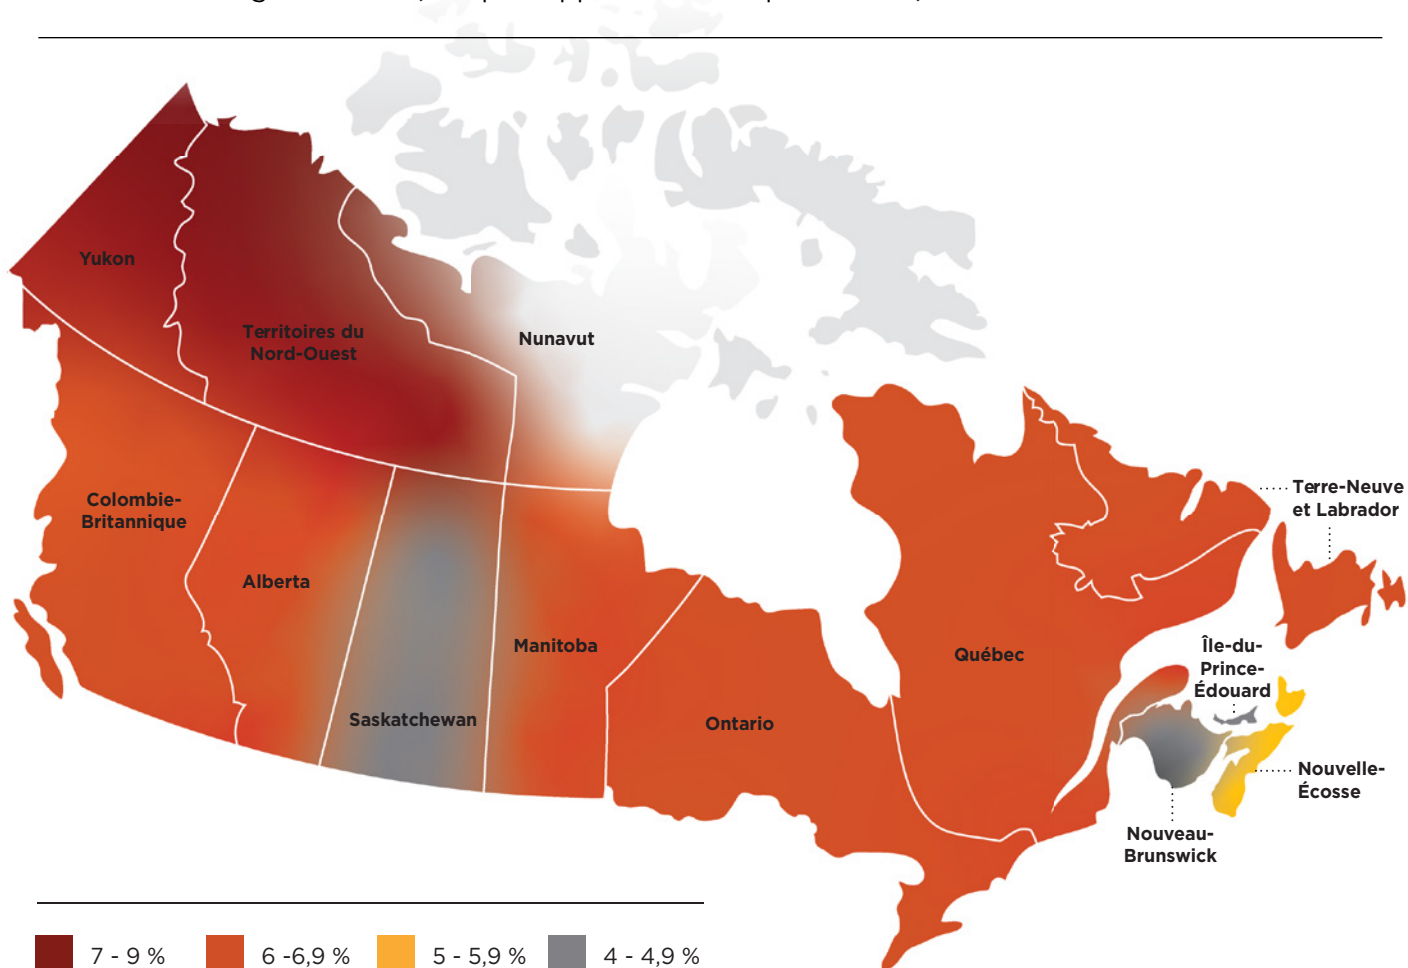 Yukon
Territoires du
Nord-Ouest
Nunavut
Colombie-
Britannique
Alberta
Saskatchewan
Manitoba
Ontario
Québec
Terre-Neuve
et Labrador
Île-du-
Prince-
Édouard
Nouvelle-
Écosse
Nouveau-
Brunswick
7 - 9 %
6 -6,9 %
5 - 5,9 %
4 - 4,9 %